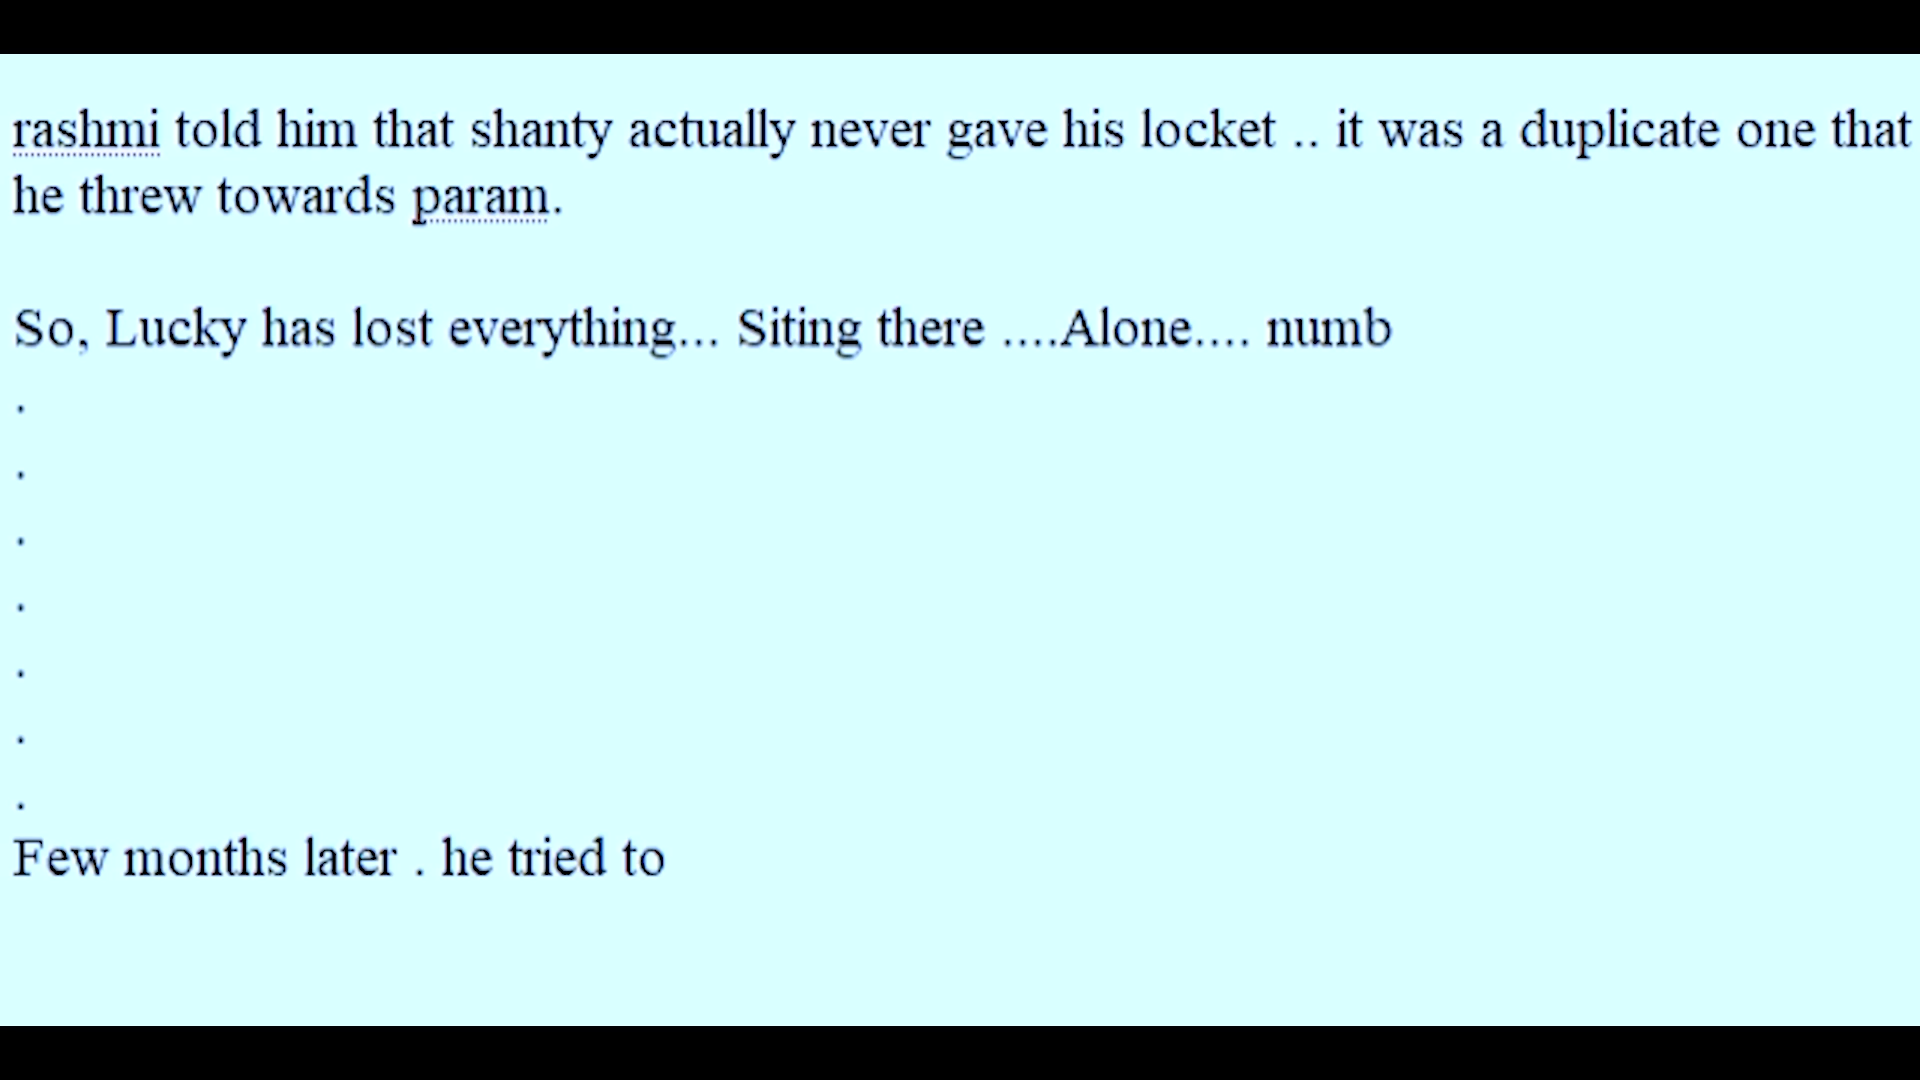 rashmi told him that shanty actually never gave his locket .. it was a duplicate one that
he threw towards param.
So, Lucky has lost everything... Siting there ....Alone.... numb
.
.
.
.
.
.
.
Few months later . he tried to